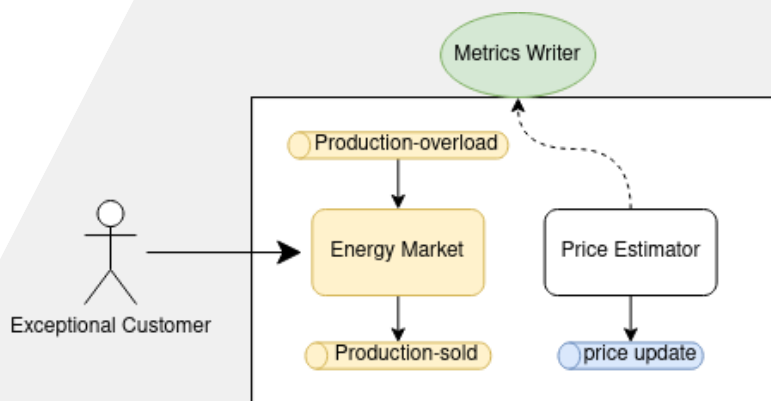 Metrics Writer
Production-overload
Energy Market
Price Estimator
Exceptional Customer
Production-sold
price update